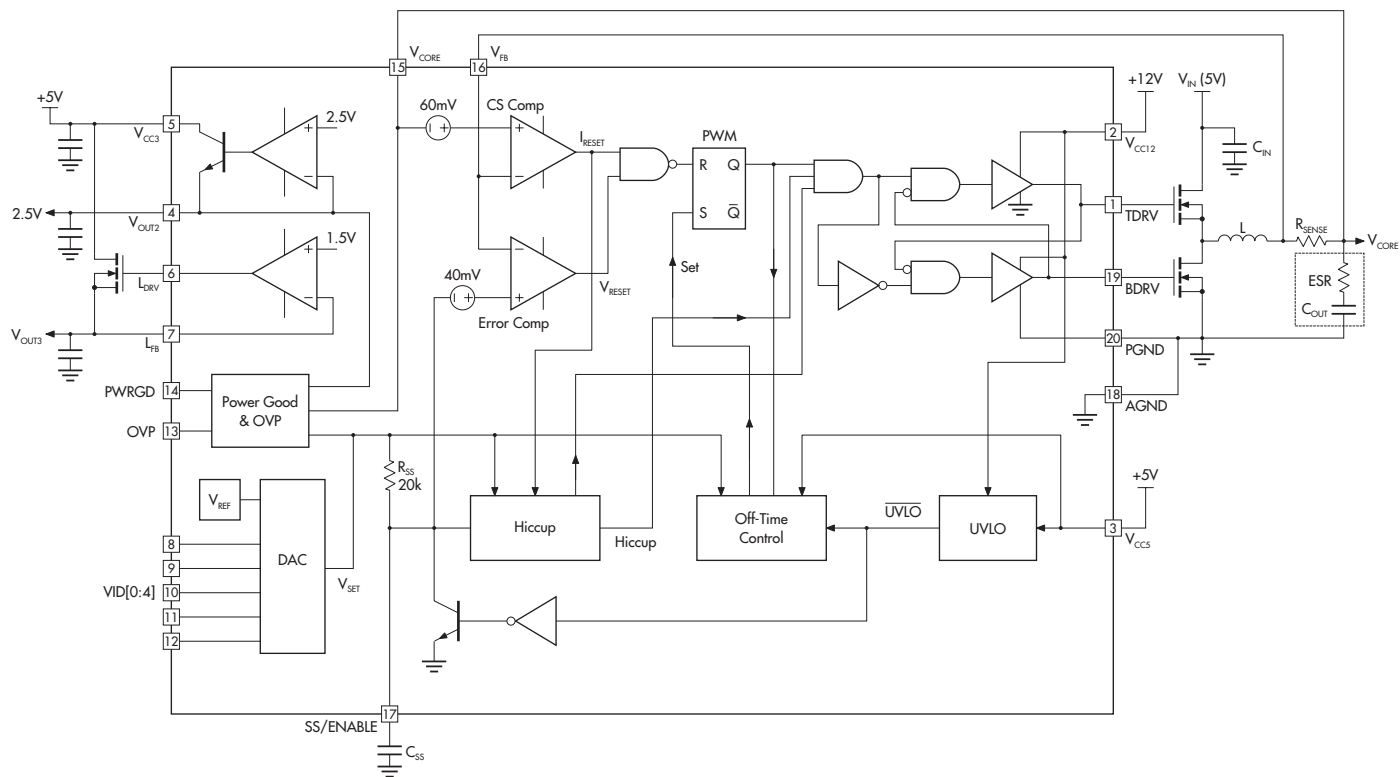 V_CORE
V_FB
15
16
+12V
V_IN (5V)
+5V
60mV
CS Comp
2.5V
V_CC3
5
I_RESET
PWM
2
V_CC12
C_IN
R
Q
S
Q̅
1
TDRV
2.5V
4
V_OUT2
L
R_SENSE
V_CORE
1.5V
6
L_DRV
40mV
Set
19
BDRV
ESR
V_RESET
Error Comp
C_OUT
V_OUT3
7
L_FB
20
PGND
PWRGD
14
Power Good
& OVP
18
AGND
OVP
13
R_SS
20k
V_REF
+5V
Hiccup
Off-Time
Control
U̅V̅L̅O̅
UVLO
3
V_CC5
Hiccup
8
DAC
9
VID[0:4]
10
V_SET
11
12
SS/ENABLE
17
C_SS